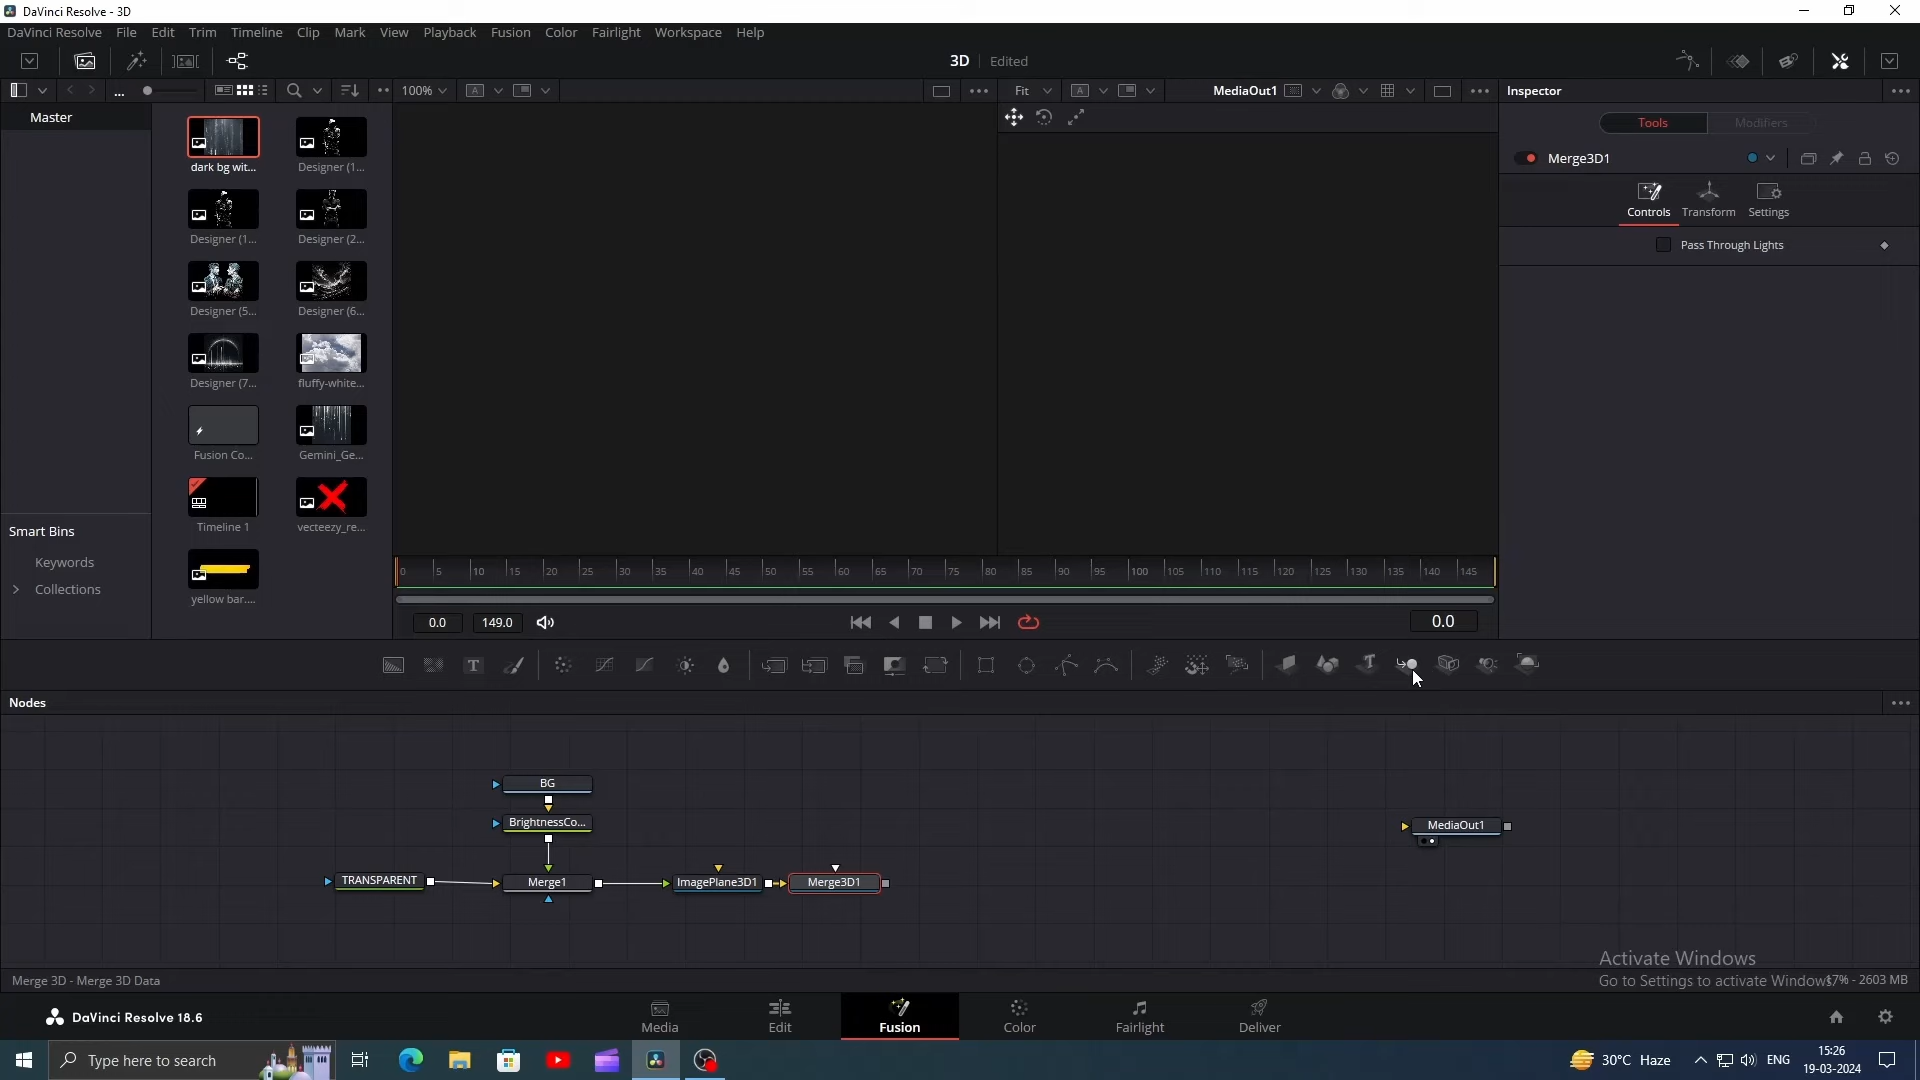 DaVinci Resolve - 3D
DaVinci Resolve File Edit Trim Timeline Clip Mark View Playback Fusion Color Fairlight Workspace Help
3D Edited
... 100% A Fit A MediaOut1 Inspector
Master
Tools Modifiers
Merge3D1
Controls Transform Settings
Pass Through Lights
dark bg wit... Designer (1...
Designer (1... Designer (2...
Designer (5... Designer (6...
Designer (7... fluffy-white...
Fusion Co... Gemini_Ge...
Timeline 1 vecteezy_re...
yellow bar....
Smart Bins
Keywords
Collections
0 5 10 15 20 25 30 35 40 45 50 55 60 65 70 75 80 85 90 95 100 105 110 115 120 125 130 135 140 145
0.0 149.0 0.0
T T
Nodes
BG
BrightnessCo...
MediaOut1
TRANSPARENT Merge1 ImagePlane3D1 Merge3D1
Activate Windows
Go to Settings to activate Windows.
Merge 3D - Merge 3D Data
17% - 2603 MB
DaVinci Resolve 18.6
Media Edit Fusion Color Fairlight Deliver
Type here to search
30°C Haze ENG 15:26
19-03-2024